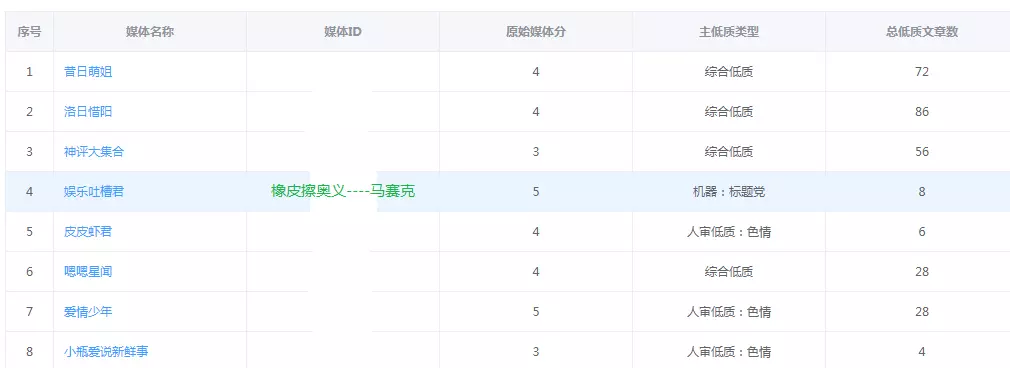 序号 媒体名称 媒体ID 原始媒体分 主低质类型 总低质文章数
1 昔日萌姐 4 综合低质 72
2 洛日惜阳 4 综合低质 86
3 神评大集合 3 综合低质 56
4 娱乐吐槽君 橡皮擦奥义----马赛克 5 机器：标题党 8
5 皮皮虾君 4 人审低质：色情 6
6 嗯嗯星闻 4 综合低质 28
7 爱情少年 5 人审低质：色情 28
8 小瓶爱说新鲜事 3 人审低质：色情 4